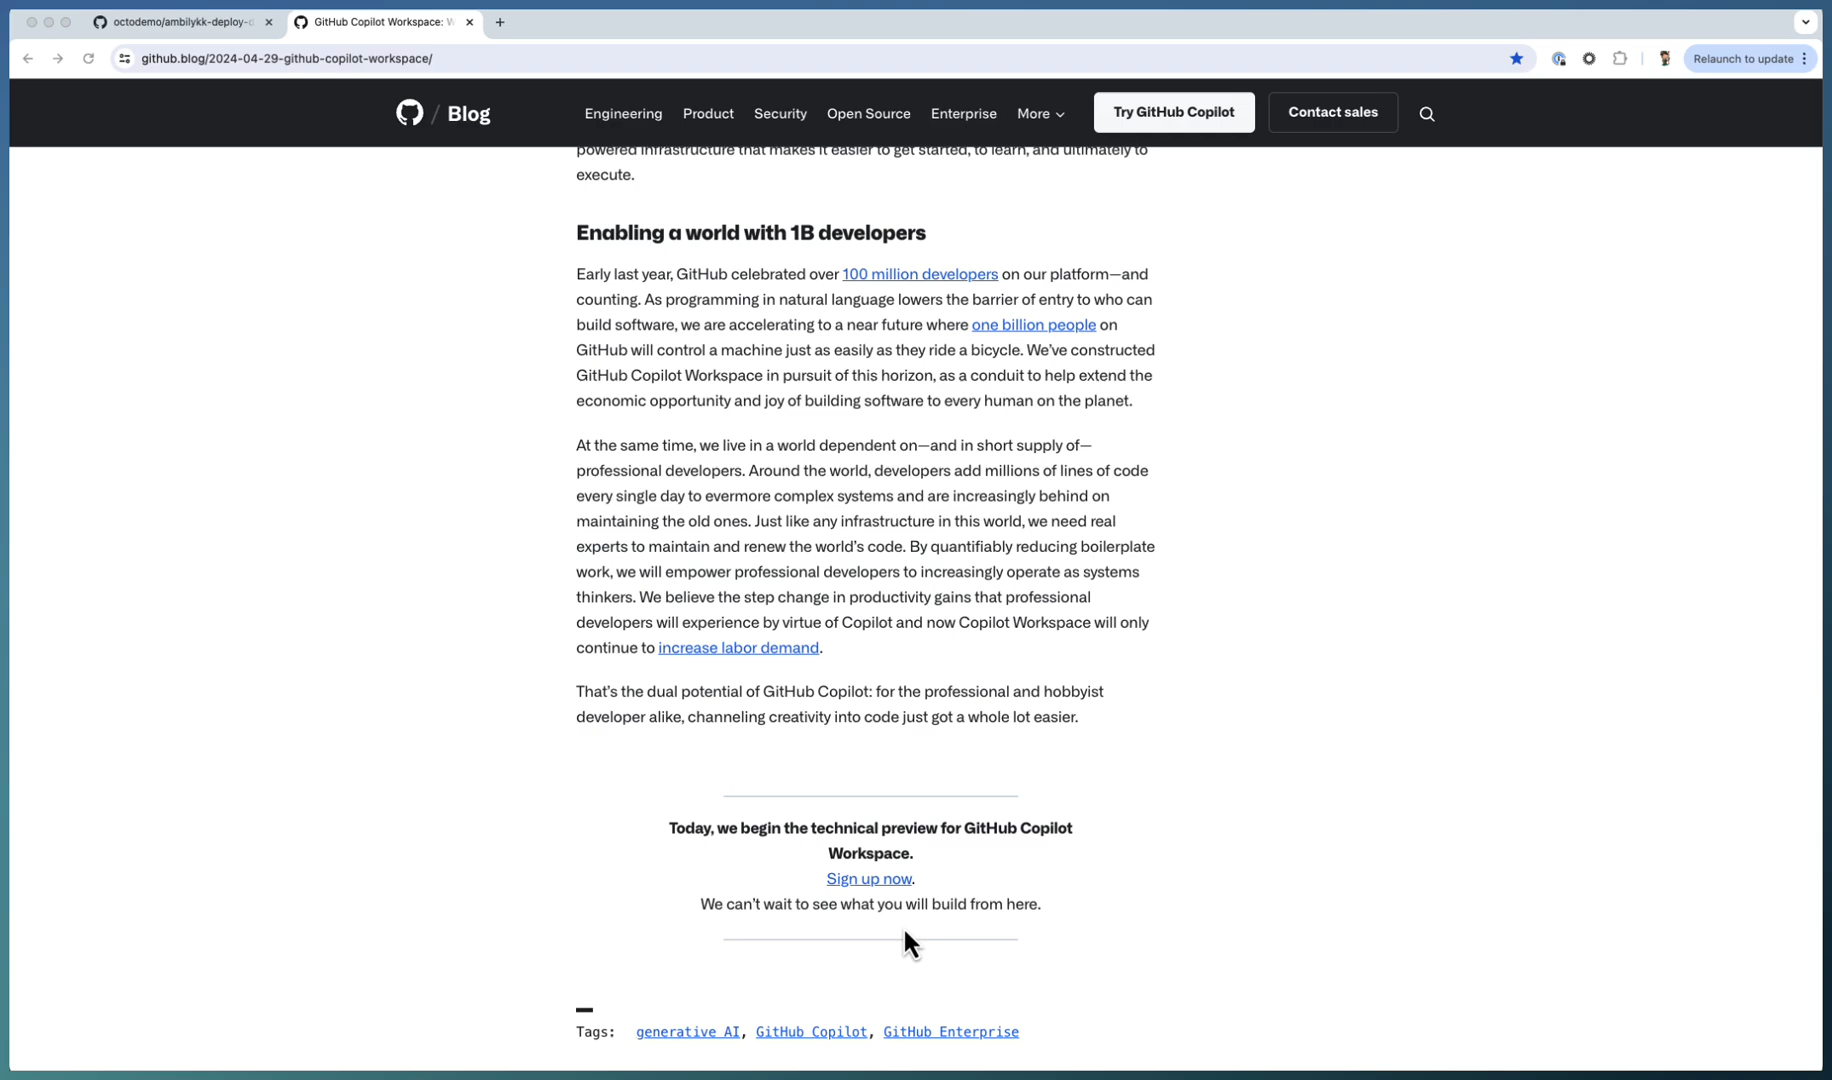 octodemo/ambilykk-deploy-d
GitHub Copilot Workspace: W
github.blog/2024-04-29-github-copilot-workspace/
Relaunch to update
/ Blog
Engineering
Product
Security
Open Source
Enterprise
More
Try GitHub Copilot
Contact sales
powered infrastructure that makes it easier to get started, to learn, and ultimately to
execute.
Enabling a world with 1B developers
Early last year, GitHub celebrated over 100 million developers on our platform—and
counting. As programming in natural language lowers the barrier of entry to who can
build software, we are accelerating to a near future where one billion people on
GitHub will control a machine just as easily as they ride a bicycle. We’ve constructed
GitHub Copilot Workspace in pursuit of this horizon, as a conduit to help extend the
economic opportunity and joy of building software to every human on the planet.
At the same time, we live in a world dependent on—and in short supply of—
professional developers. Around the world, developers add millions of lines of code
every single day to evermore complex systems and are increasingly behind on
maintaining the old ones. Just like any infrastructure in this world, we need real
experts to maintain and renew the world’s code. By quantifiably reducing boilerplate
work, we will empower professional developers to increasingly operate as systems
thinkers. We believe the step change in productivity gains that professional
developers will experience by virtue of Copilot and now Copilot Workspace will only
continue to increase labor demand.
That’s the dual potential of GitHub Copilot: for the professional and hobbyist
developer alike, channeling creativity into code just got a whole lot easier.
Today, we begin the technical preview for GitHub Copilot
Workspace.
Sign up now.
We can’t wait to see what you will build from here.
Tags: generative AI, GitHub Copilot, GitHub Enterprise